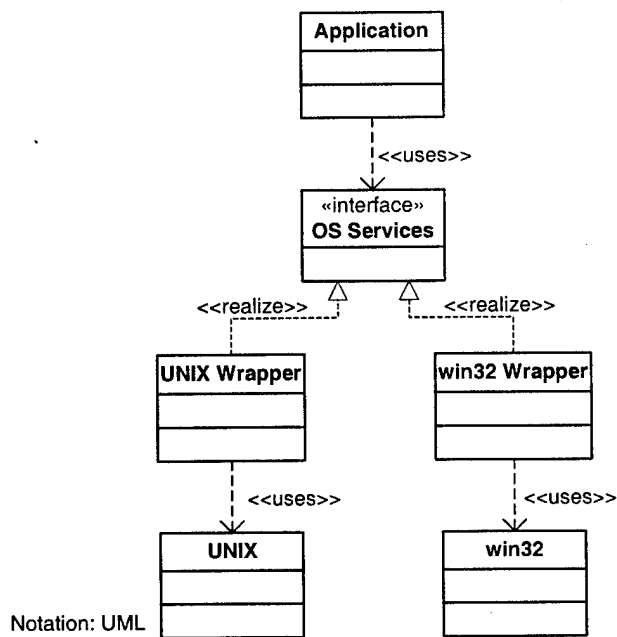 Application
<<uses>>
«interface»
OS Services
<<realize>>
<<realize>>
UNIX Wrapper
win32 Wrapper
<<uses>>
<<uses>>
UNIX
win32
Notation: UML